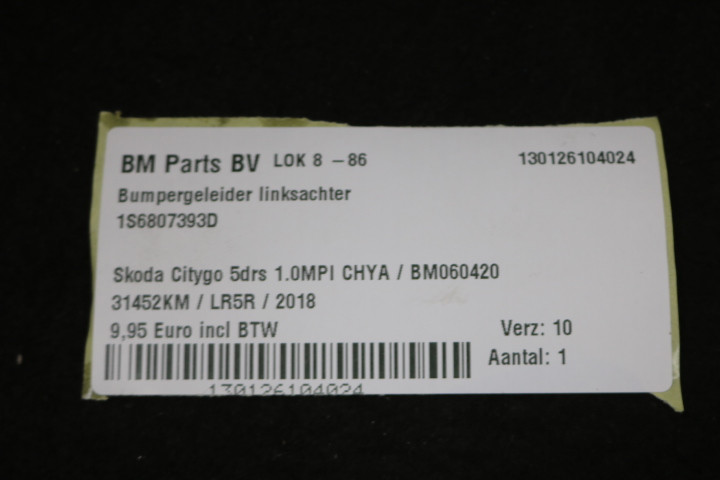 BM Parts BV LOK 8 – 86 130126104024
Bumpergeleider linksachter
1S6807393D
Skoda Citygo 5drs 1.0MPI CHYA / BM060420
31452KM / LR5R / 2018
9,95 Euro incl BTW Verz: 10
Aantal: 1
130126104024